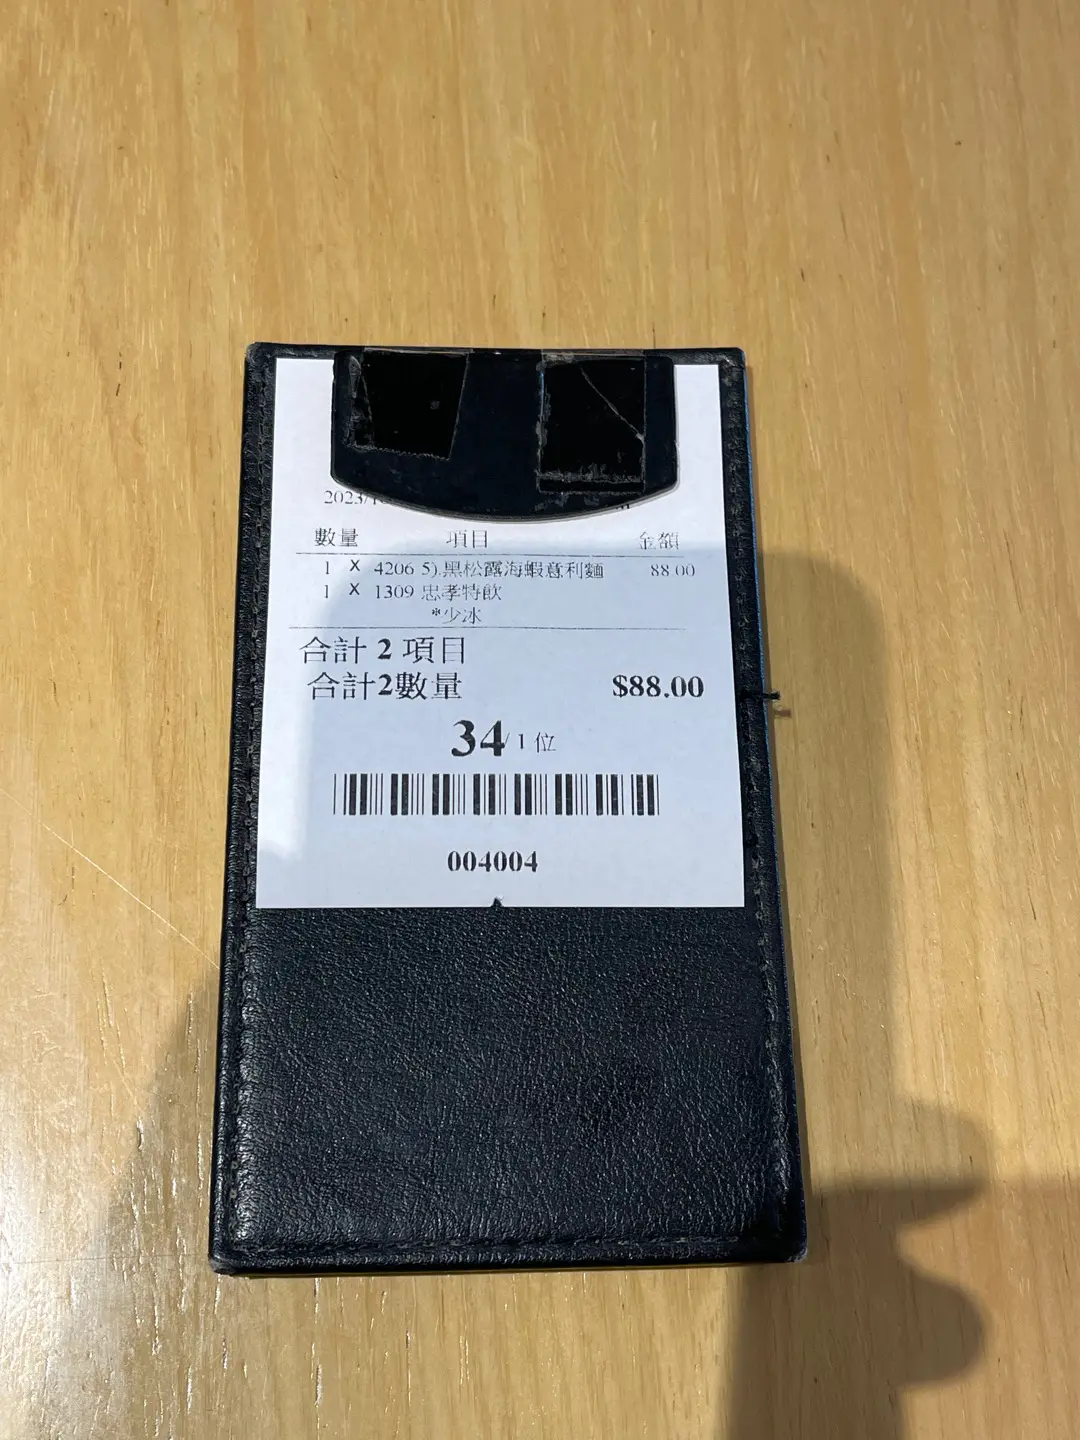 2023/1
數量 項目 金額
1 X 4206 5).黑松露海蝦意利麵 88.00
1 X 1309 忠孝特飲
*少冰
合計 2 項目
合計2數量 $88.00
34/1 位
004004